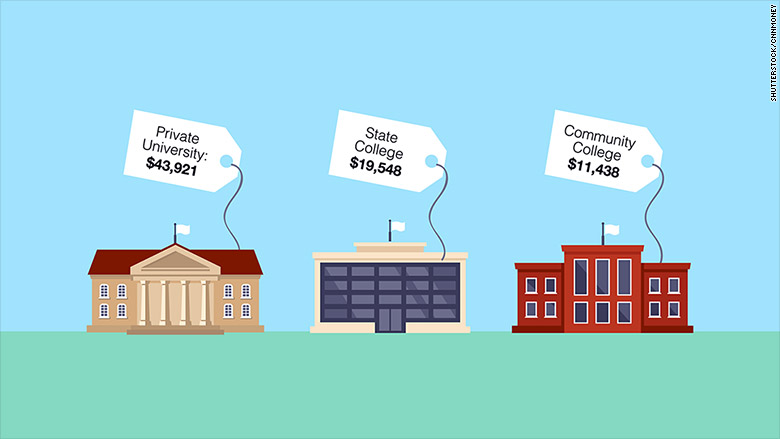 Private
University:
$43,921
State
College
$19,548
Community
College
$11,438
SHUTTERSTOCK/CNNMONEY